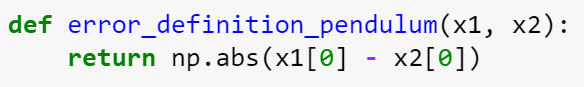 def error_definition_pendulum(x1, x2):
    return np.abs(x1[0] - x2[0])